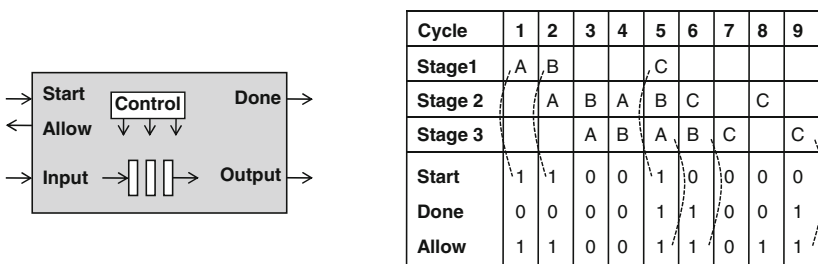 Start
Control
Done
Allow
Input
Output
Cycle 1 2 3 4 5 6 7 8 9
Stage1 A B C
Stage 2 A B A B C C
Stage 3 A B A B C C
Start 1 1 0 0 1 0 0 0 0
Done 0 0 0 0 1 1 0 0 1
Allow 1 1 0 0 1 1 0 1 1